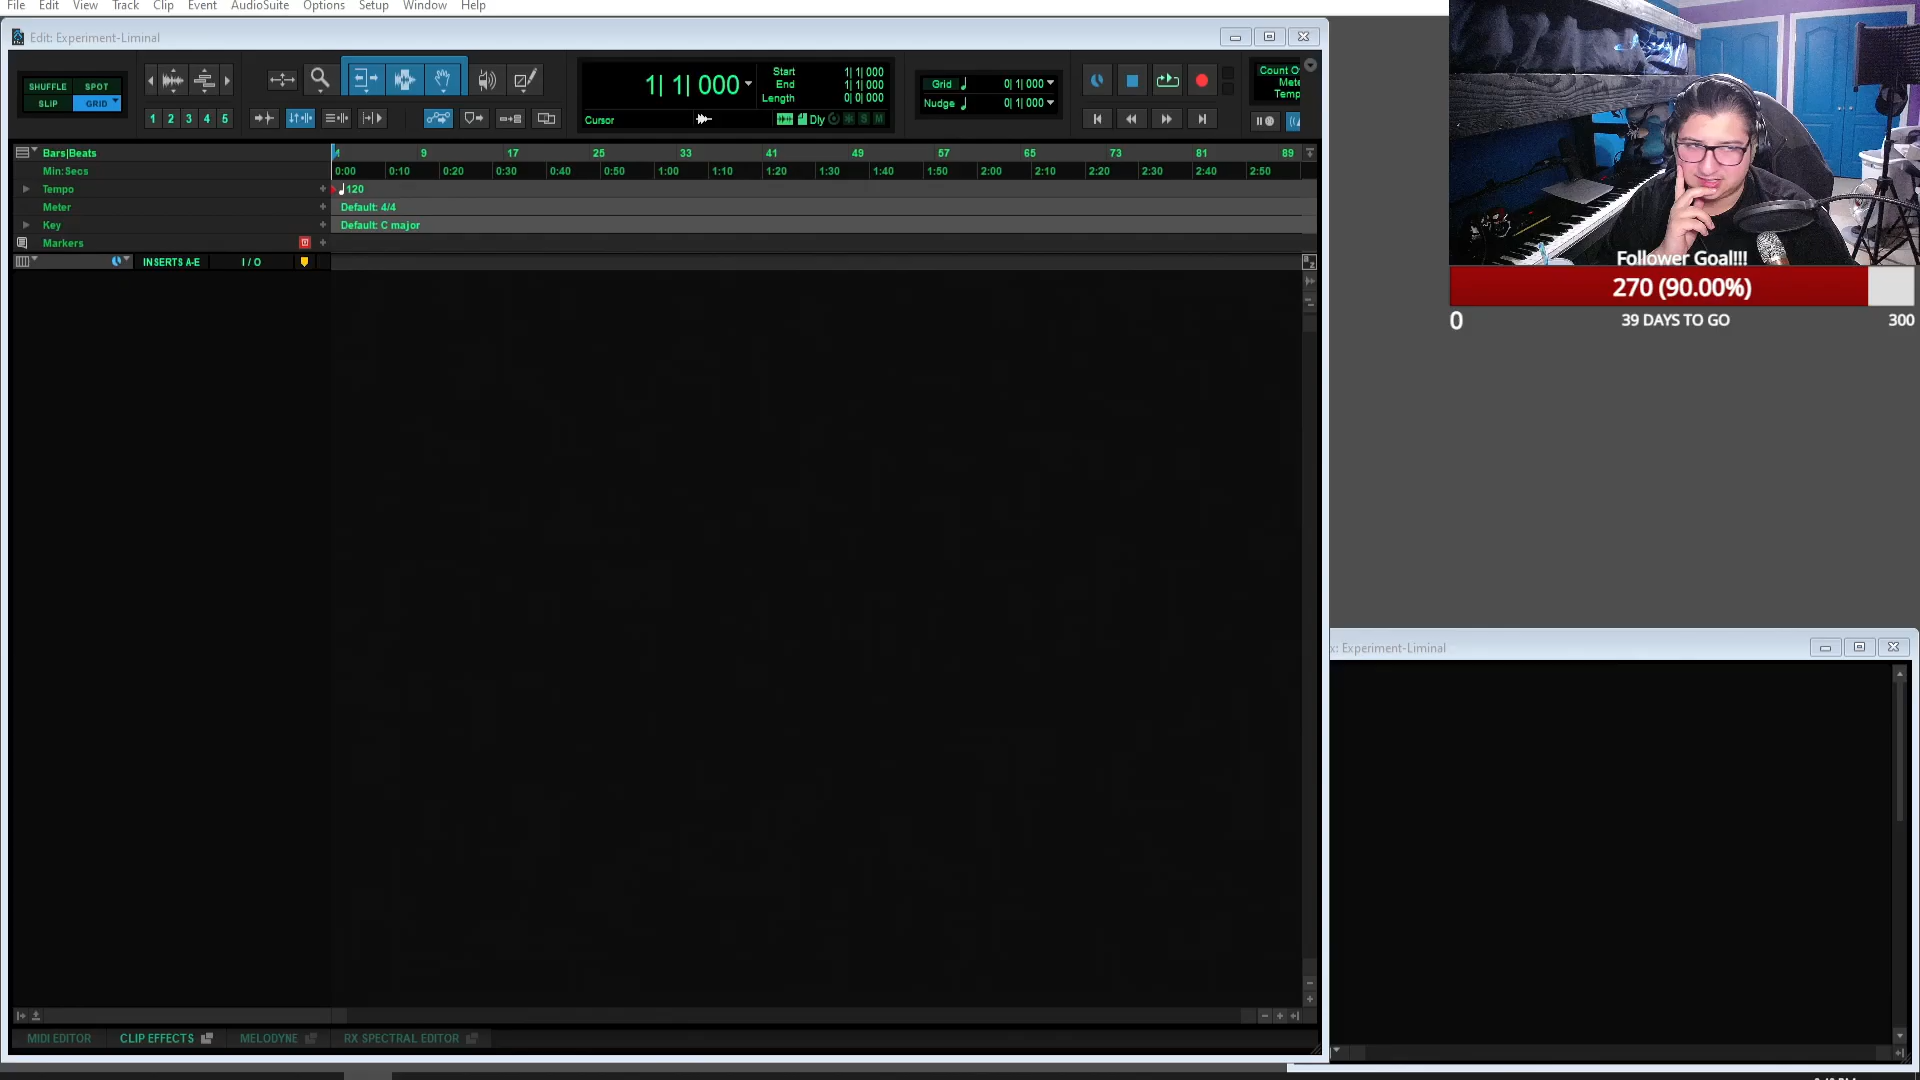 File Edit View Track Clip Event AudioSuite Options Setup Window Help
Edit: Experiment-Liminal
SHUFFLE SPOT
SLIP GRID
1 2 3 4 5
1| 1| 000
Start 1| 1| 000
End 1| 1| 000
Length 0| 0| 000
Cursor
Dly
S M
Grid 0| 1| 000
Nudge 0| 1| 000
Count O
Mete
Temp
Bars|Beats
9 17 25 33 41 49 57 65 73 81 89
Min:Secs
0:00 0:10 0:20 0:30 0:40 0:50 1:00 1:10 1:20 1:30 1:40 1:50 2:00 2:10 2:20 2:30 2:40 2:50
Tempo
120
Meter
Default: 4/4
Key
Default: C major
Markers
INSERTS A-E
I / O
Follower Goal!!!
270 (90.00%)
0
39 DAYS TO GO
300
x: Experiment-Liminal
MIDI EDITOR CLIP EFFECTS MELODYNE RX SPECTRAL EDITOR